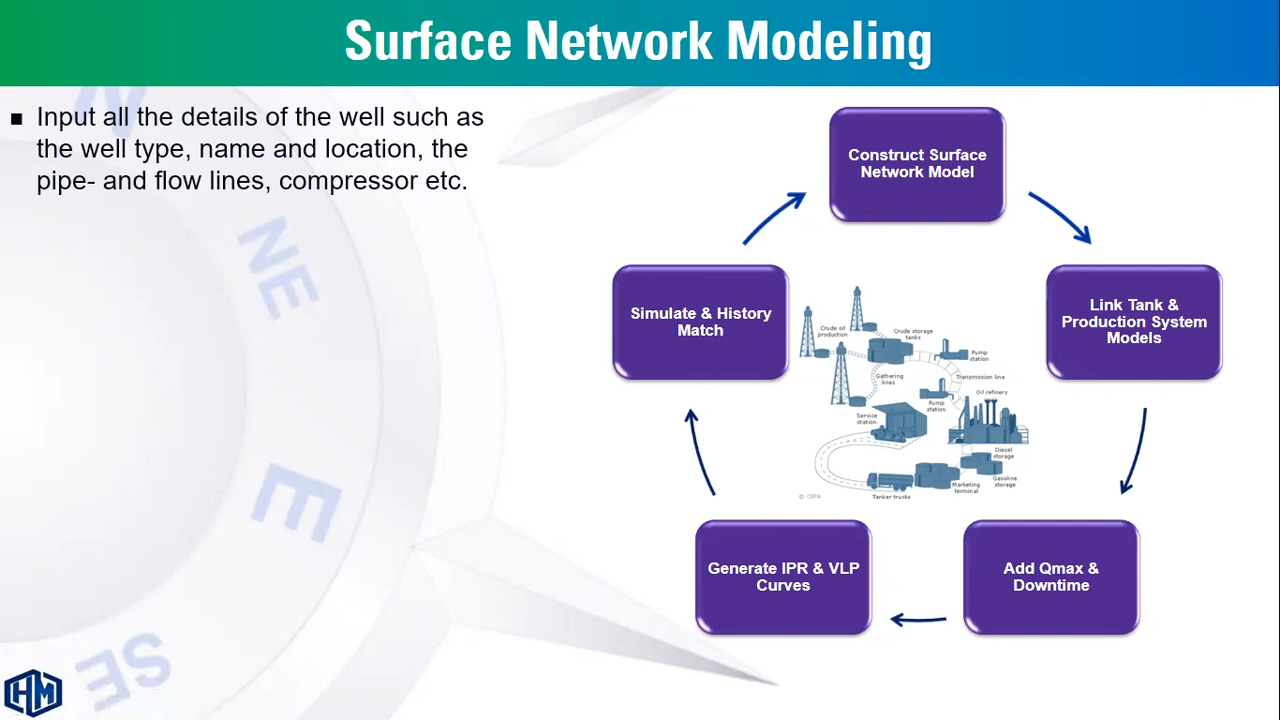 Surface Network Modeling
■ Input all the details of the well such as
the well type, name and location, the
pipe- and flow lines, compressor etc.
Construct Surface
Network Model
Link Tank &
Production System
Models
Add Qmax &
Downtime
Generate IPR & VLP
Curves
Simulate & History
Match
Crude oil
production
Crude storage
tanks
Pump
station
Gathering
lines
Transmission line
Pump
station
Oil refinery
Service
station
Diesel
storage
Gasoline
storage
Marketing
terminal
Tanker trucks
© CEPA
N
NE
E
SE
HM